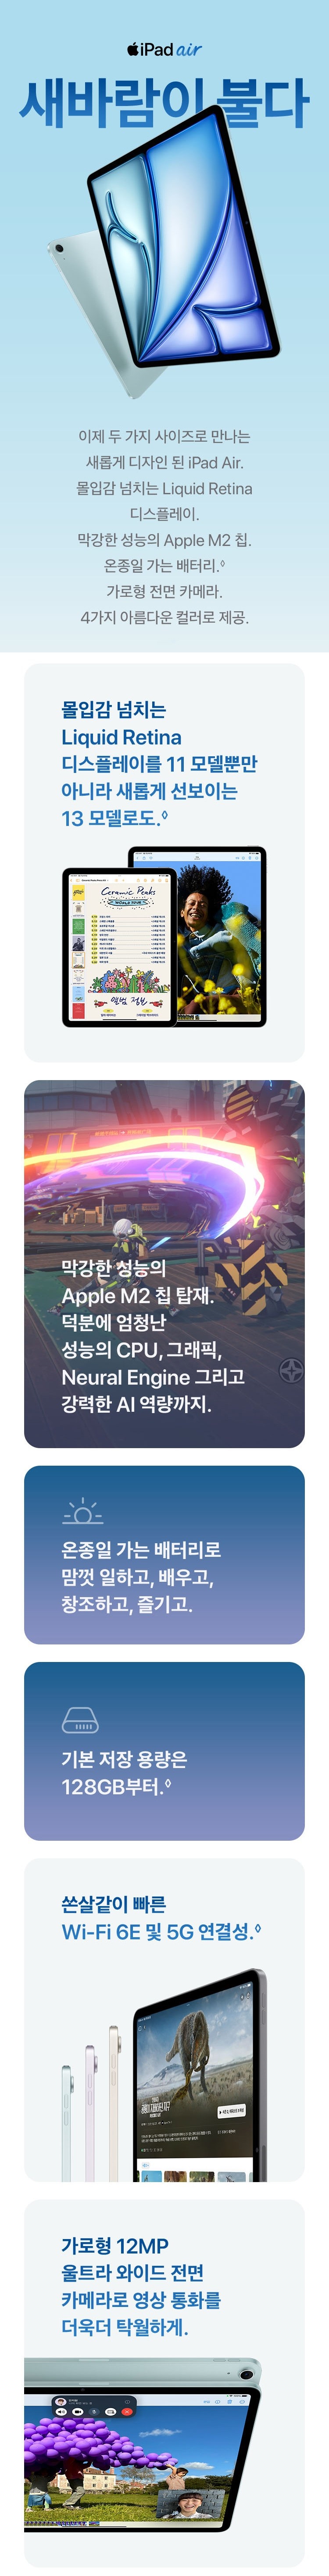 iPad air
새바람이 불다
이제 두 가지 사이즈로 만나는
새롭게 디자인 된 iPad Air.
몰입감 넘치는 Liquid Retina
디스플레이.
막강한 성능의 Apple M2 칩.
온종일 가는 배터리.◊
가로형 전면 카메라.
4가지 아름다운 컬러로 제공.
몰입감 넘치는
Liquid Retina
디스플레이를 11 모델뿐만
아니라 새롭게 선보이는
13 모델로도.◊
Ceramic Peaks
WORLD TOUR
앨범 정보
막강한 성능의
Apple M2 칩 탑재.
덕분에 엄청난
성능의 CPU, 그래픽,
Neural Engine 그리고
강력한 AI 역량까지.
온종일 가는 배터리로
맘껏 일하고, 배우고,
창조하고, 즐기고.
기본 저장 용량은
128GB부터.◊
쏜살같이 빠른
Wi-Fi 6E 및 5G 연결성.◊
가로형 12MP
울트라 와이드 전면
카메라로 영상 통화를
더욱더 탁월하게.